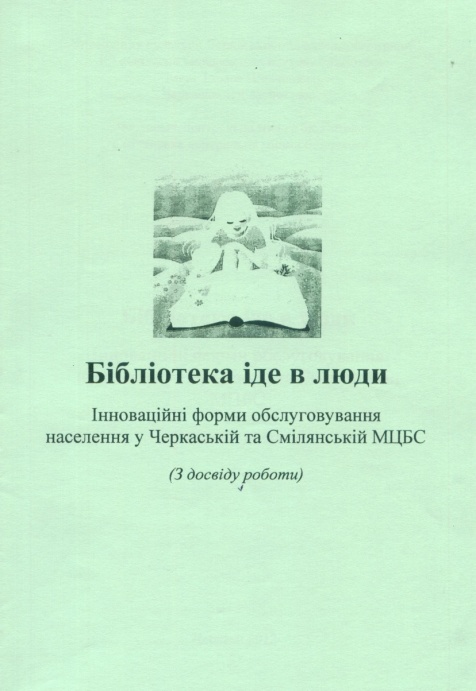 Бібліотека іде в люди
Інноваційні форми обслуговування
населення у Черкаській та Смілянській МЦБС
(З досвіду роботи)